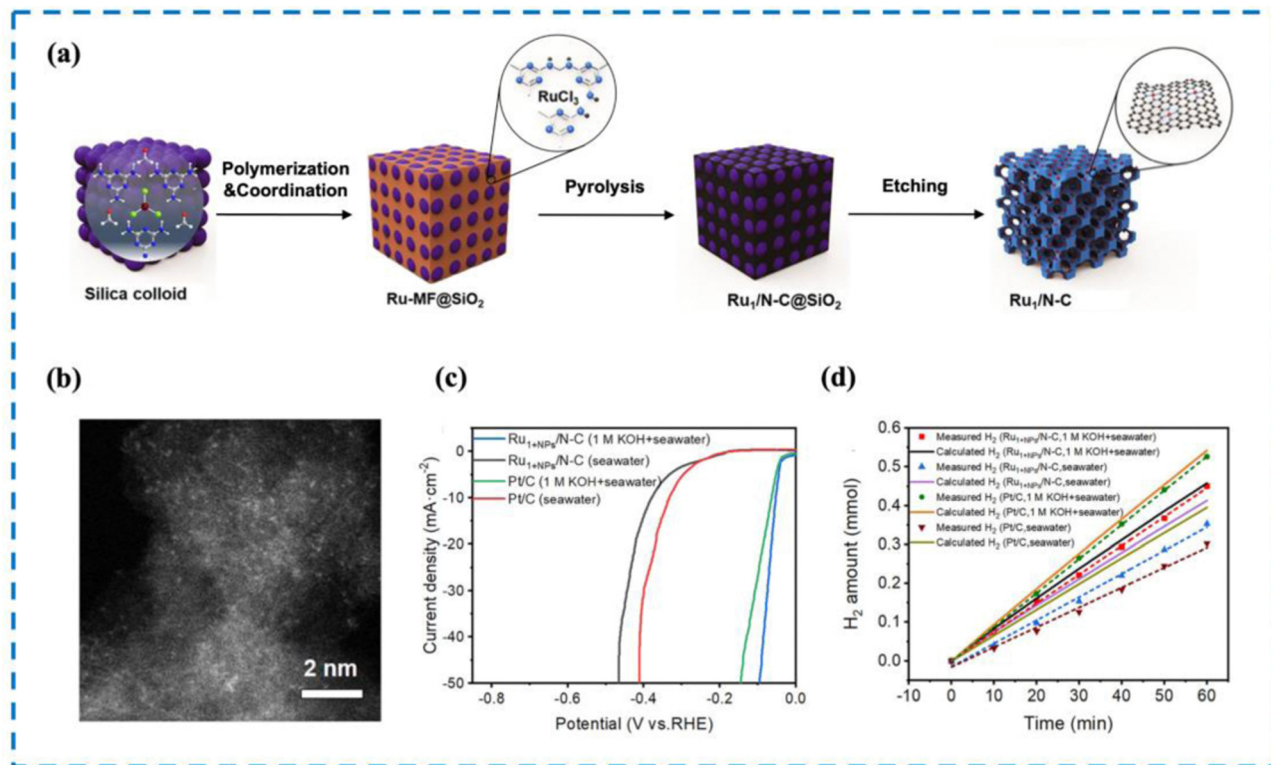 (a)
RuCl₃
Polymerization
&Coordination
Pyrolysis
Etching
Silica colloid
Ru-MF@SiO₂
Ru₁/N-C@SiO₂
Ru₁/N-C
(b)
2 nm
(c)
Ru₁₊NPs/N-C (1 M KOH+seawater)
Ru₁₊NPs/N-C (seawater)
Pt/C (1 M KOH+seawater)
Pt/C (seawater)
Current density (mA·cm⁻²)
10
0
-10
-20
-30
-40
-50
-0.8
-0.6
-0.4
-0.2
0.0
Potential (V vs.RHE)
(d)
Measured H₂ (Ru₁₊NPs/N-C,1 M KOH+seawater)
Calculated H₂ (Ru₁₊NPs/N-C,1 M KOH+seawater)
Measured H₂ (Ru₁₊NPs/N-C,seawater)
Calculated H₂ (Ru₁₊NPs/N-C,seawater)
Measured H₂ (Pt/C,1 M KOH+seawater)
Calculated H₂ (Pt/C,1 M KOH+seawater)
Measured H₂ (Pt/C,seawater)
Calculated H₂ (Pt/C,seawater)
H₂ amount (mmol)
0.6
0.5
0.4
0.3
0.2
0.1
0.0
-10
0
10
20
30
40
50
60
Time (min)